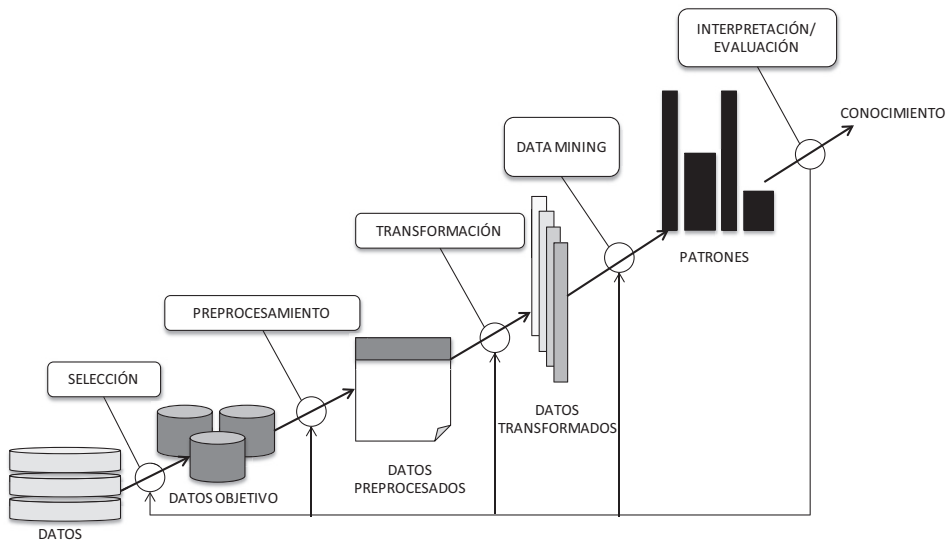 INTERPRETACIÓN/
EVALUACIÓN
CONOCIMIENTO
DATA MINING
PATRONES
TRANSFORMACIÓN
DATOS
TRANSFORMADOS
PREPROCESAMIENTO
DATOS
PREPROCESADOS
SELECCIÓN
DATOS OBJETIVO
DATOS